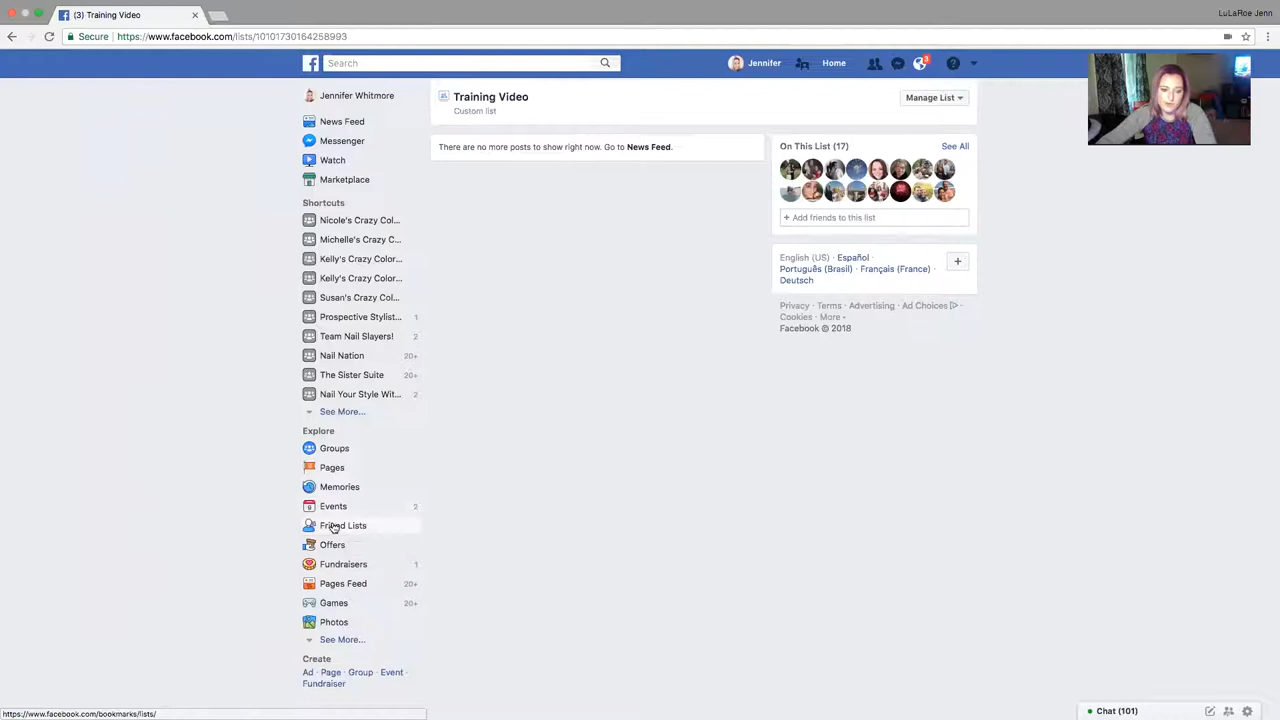 (3) Training Video
LuLaRoe Jenn
Secure
https://www.facebook.com/lists/10101730164258993
Search
Jennifer
Home
3
Jennifer Whitmore
News Feed
Messenger
Watch
Marketplace
Shortcuts
Nicole's Crazy Col...
Michelle's Crazy C...
Kelly's Crazy Color...
Kelly's Crazy Color...
Susan's Crazy Col...
Prospective Stylist... 1
Team Nail Slayers! 2
Nail Nation 20+
The Sister Suite 20+
Nail Your Style Wit... 2
See More...
Explore
Groups
Pages
Memories
Events 2
Friend Lists
Offers
Fundraisers 1
Pages Feed 20+
Games 20+
Photos
See More...
Create
Ad · Page · Group · Event ·
Fundraiser
Training Video
Custom list
Manage List
There are no more posts to show right now. Go to News Feed.
On This List (17) See All
+ Add friends to this list
English (US) · Español ·
Português (Brasil) · Français (France) ·
Deutsch
+
Privacy · Terms · Advertising · Ad Choices ·
Cookies · More
Facebook © 2018
https://www.facebook.com/bookmarks/lists/
Chat (101)